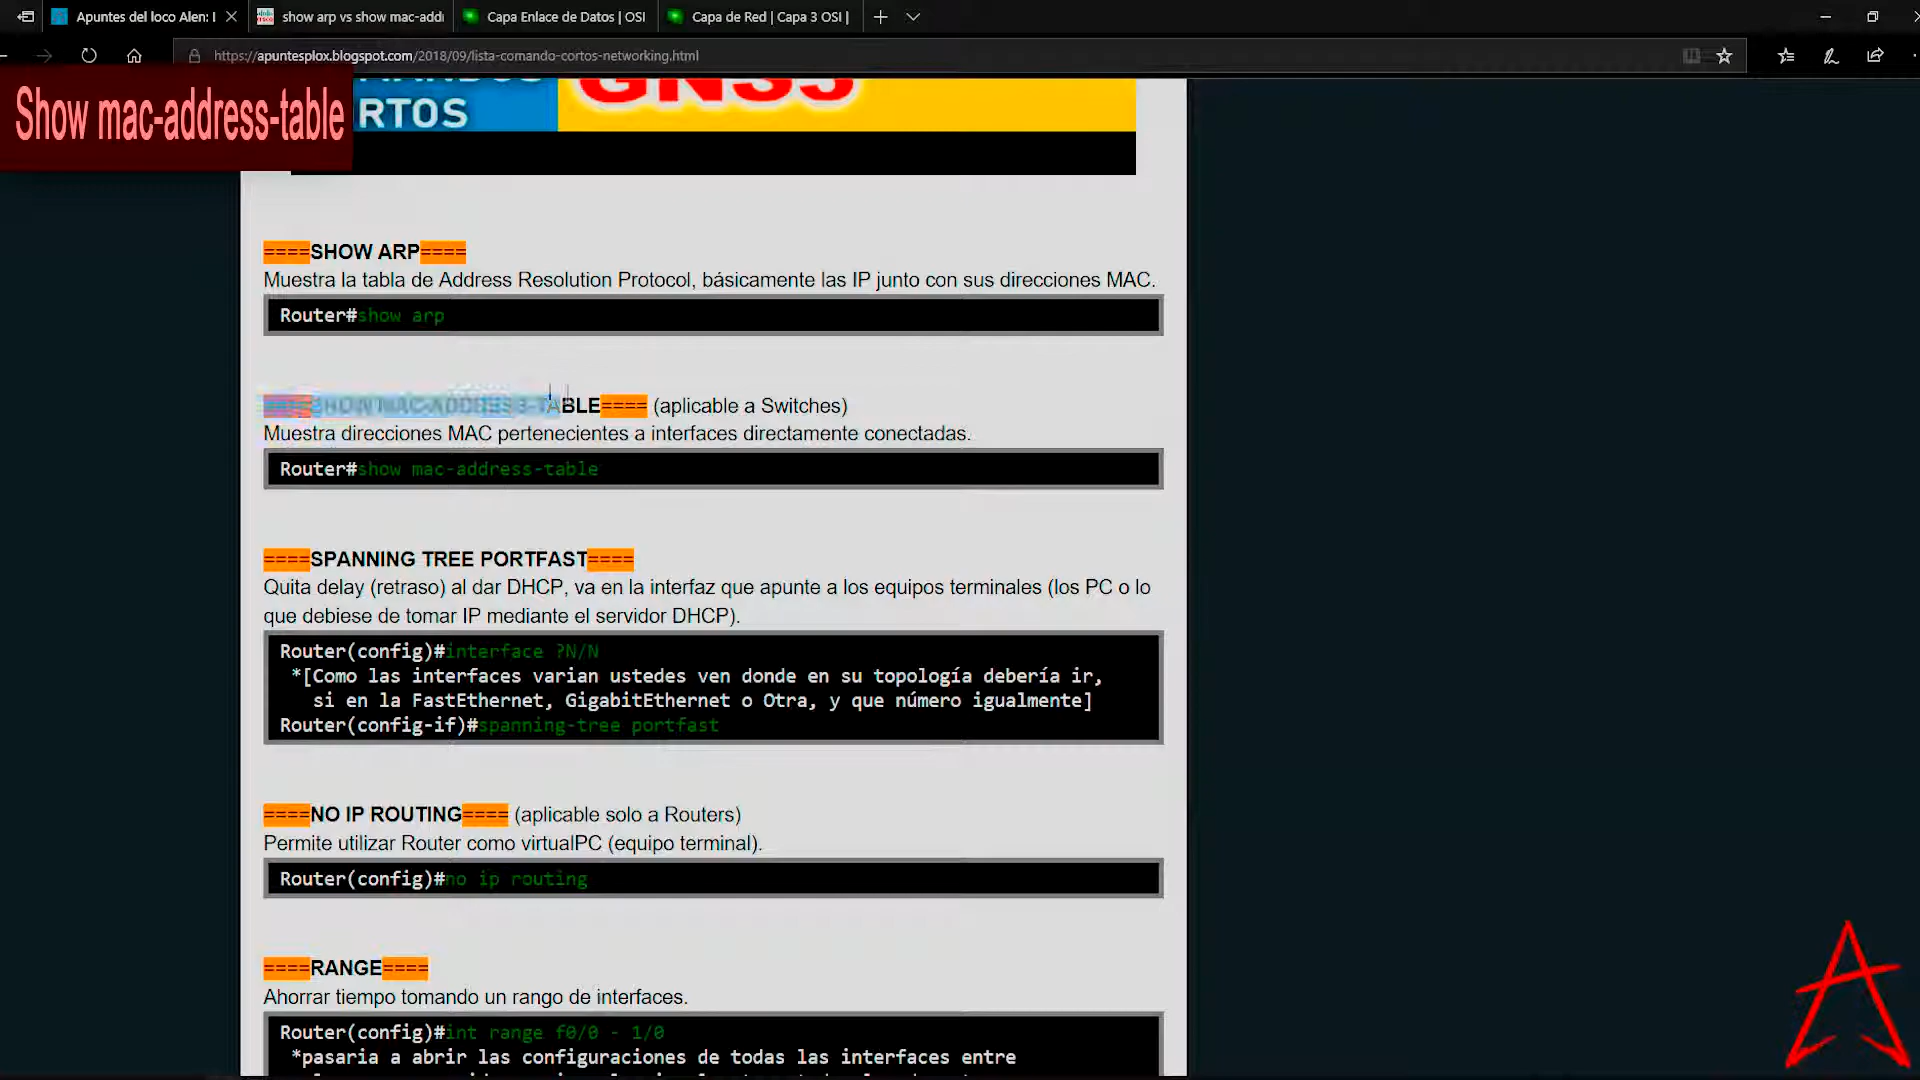 Apuntes del loco Alen: l
show arp vs show mac-addr
Capa Enlace de Datos | OSI
Capa de Red | Capa 3 OSI |
https://apuntesplox.blogspot.com/2018/09/lista-comando-cortos-networking.html
Show mac-address-table
RTOS
GNS3
====SHOW ARP====
Muestra la tabla de Address Resolution Protocol, básicamente las IP junto con sus direcciones MAC.
Router#show arp
====SHOW MAC-ADDRESS-TABLE==== (aplicable a Switches)
Muestra direcciones MAC pertenecientes a interfaces directamente conectadas.
Router#show mac-address-table
====SPANNING TREE PORTFAST====
Quita delay (retraso) al dar DHCP, va en la interfaz que apunte a los equipos terminales (los PC o lo
que debiese de tomar IP mediante el servidor DHCP).
Router(config)#interface ?N/N
*[Como las interfaces varian ustedes ven donde en su topología debería ir,
si en la FastEthernet, GigabitEthernet o Otra, y que número igualmente]
Router(config-if)#spanning-tree portfast
====NO IP ROUTING==== (aplicable solo a Routers)
Permite utilizar Router como virtualPC (equipo terminal).
Router(config)#no ip routing
====RANGE====
Ahorrar tiempo tomando un rango de interfaces.
Router(config)#int range f0/0 - 1/0
*pasaria a abrir las configuraciones de todas las interfaces entre